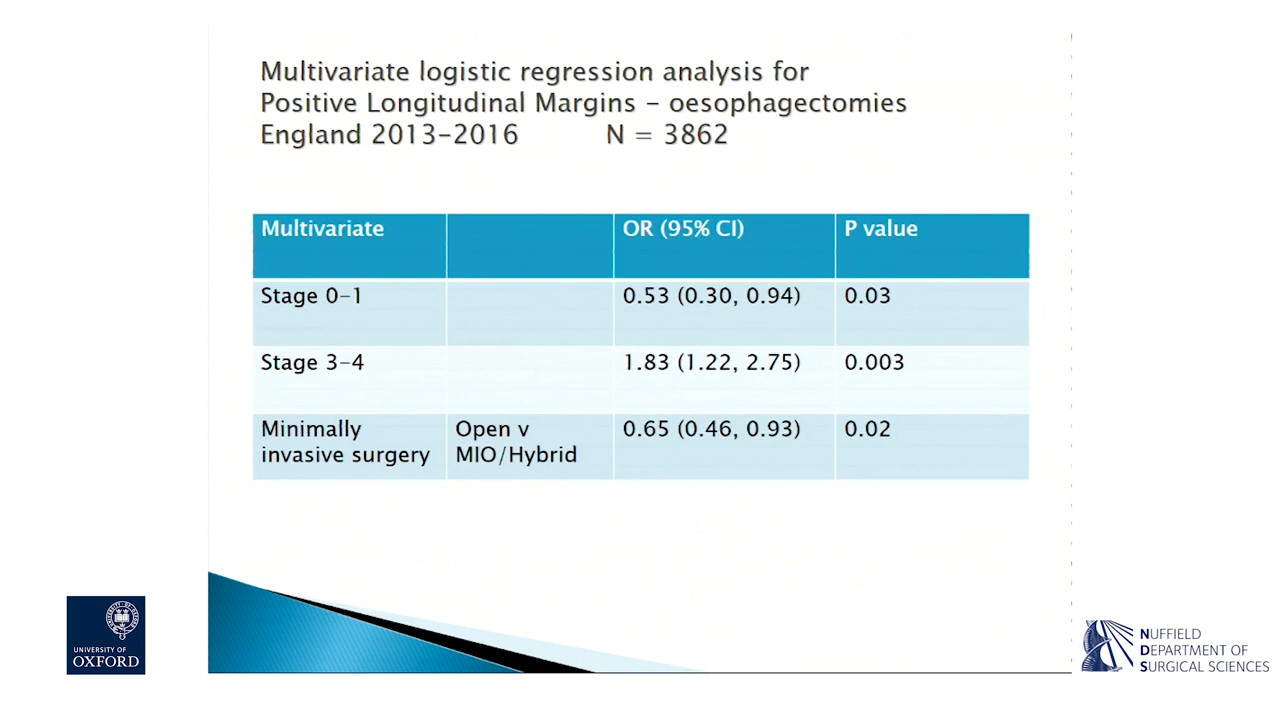 Multivariate logistic regression analysis for
Positive Longitudinal Margins – oesophagectomies
England 2013-2016 N = 3862
Multivariate OR (95% CI) P value
Stage 0-1 0.53 (0.30, 0.94) 0.03
Stage 3-4 1.83 (1.22, 2.75) 0.003
Minimally Open v 0.65 (0.46, 0.93) 0.02
invasive surgery MIO/Hybrid
UNIVERSITY OF
OXFORD
NUFFIELD
DEPARTMENT OF
SURGICAL SCIENCES